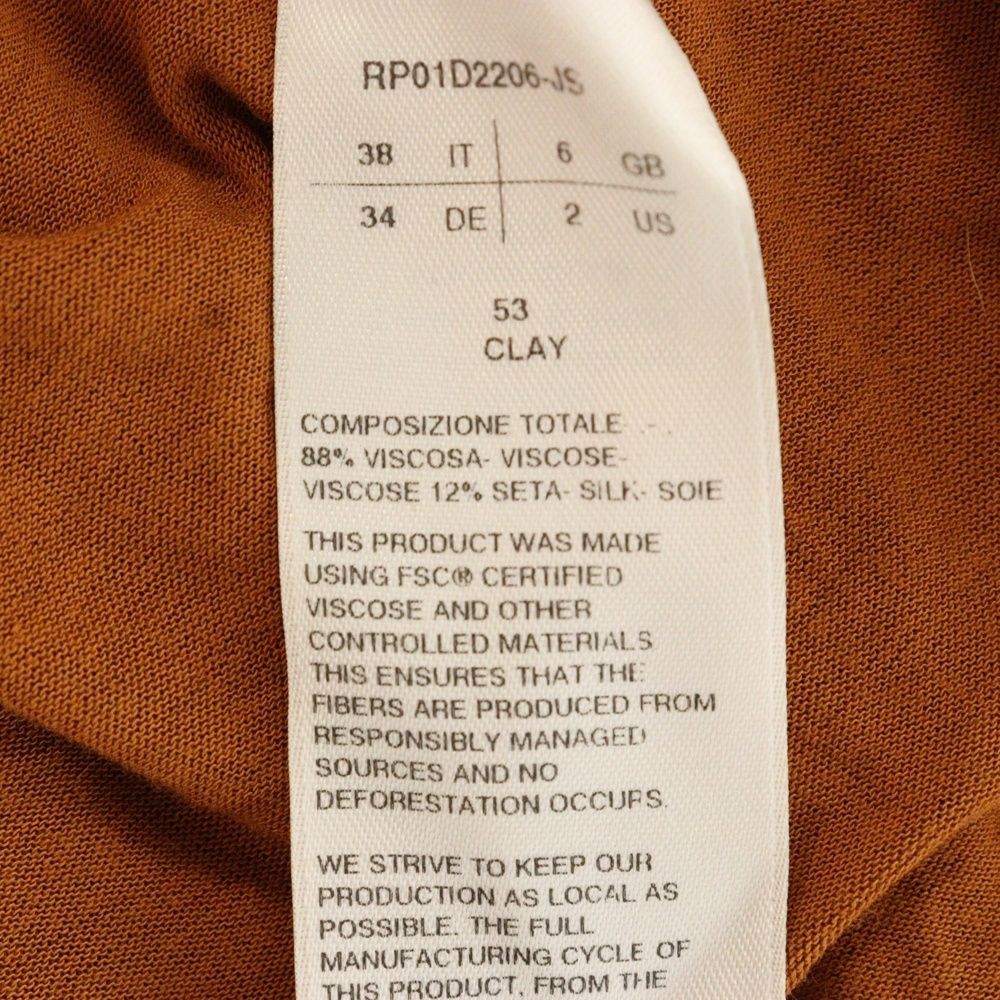 RP01D2206-JS
38 IT 6 GB
34 DE 2 US
53
CLAY
COMPOSIZIONE TOTALE- .- .
88% VISCOSA- VISCOSE-
VISCOSE 12% SETA- SILK- SOIE
THIS PRODUCT WAS MADE
USING FSC® CERTIFIED
VISCOSE AND OTHER
CONTROLLED MATERIALS
THIS ENSURES THAT THE
FIBERS ARE PRODUCED FROM
RESPONSIBLY MANAGED
SOURCES AND NO
DEFORESTATION OCCURS.
WE STRIVE TO KEEP OUR
PRODUCTION AS LOCAL AS
POSSIBLE. THE FULL
MANUFACTURING CYCLE OF
THIS PRODUCT, FROM THE